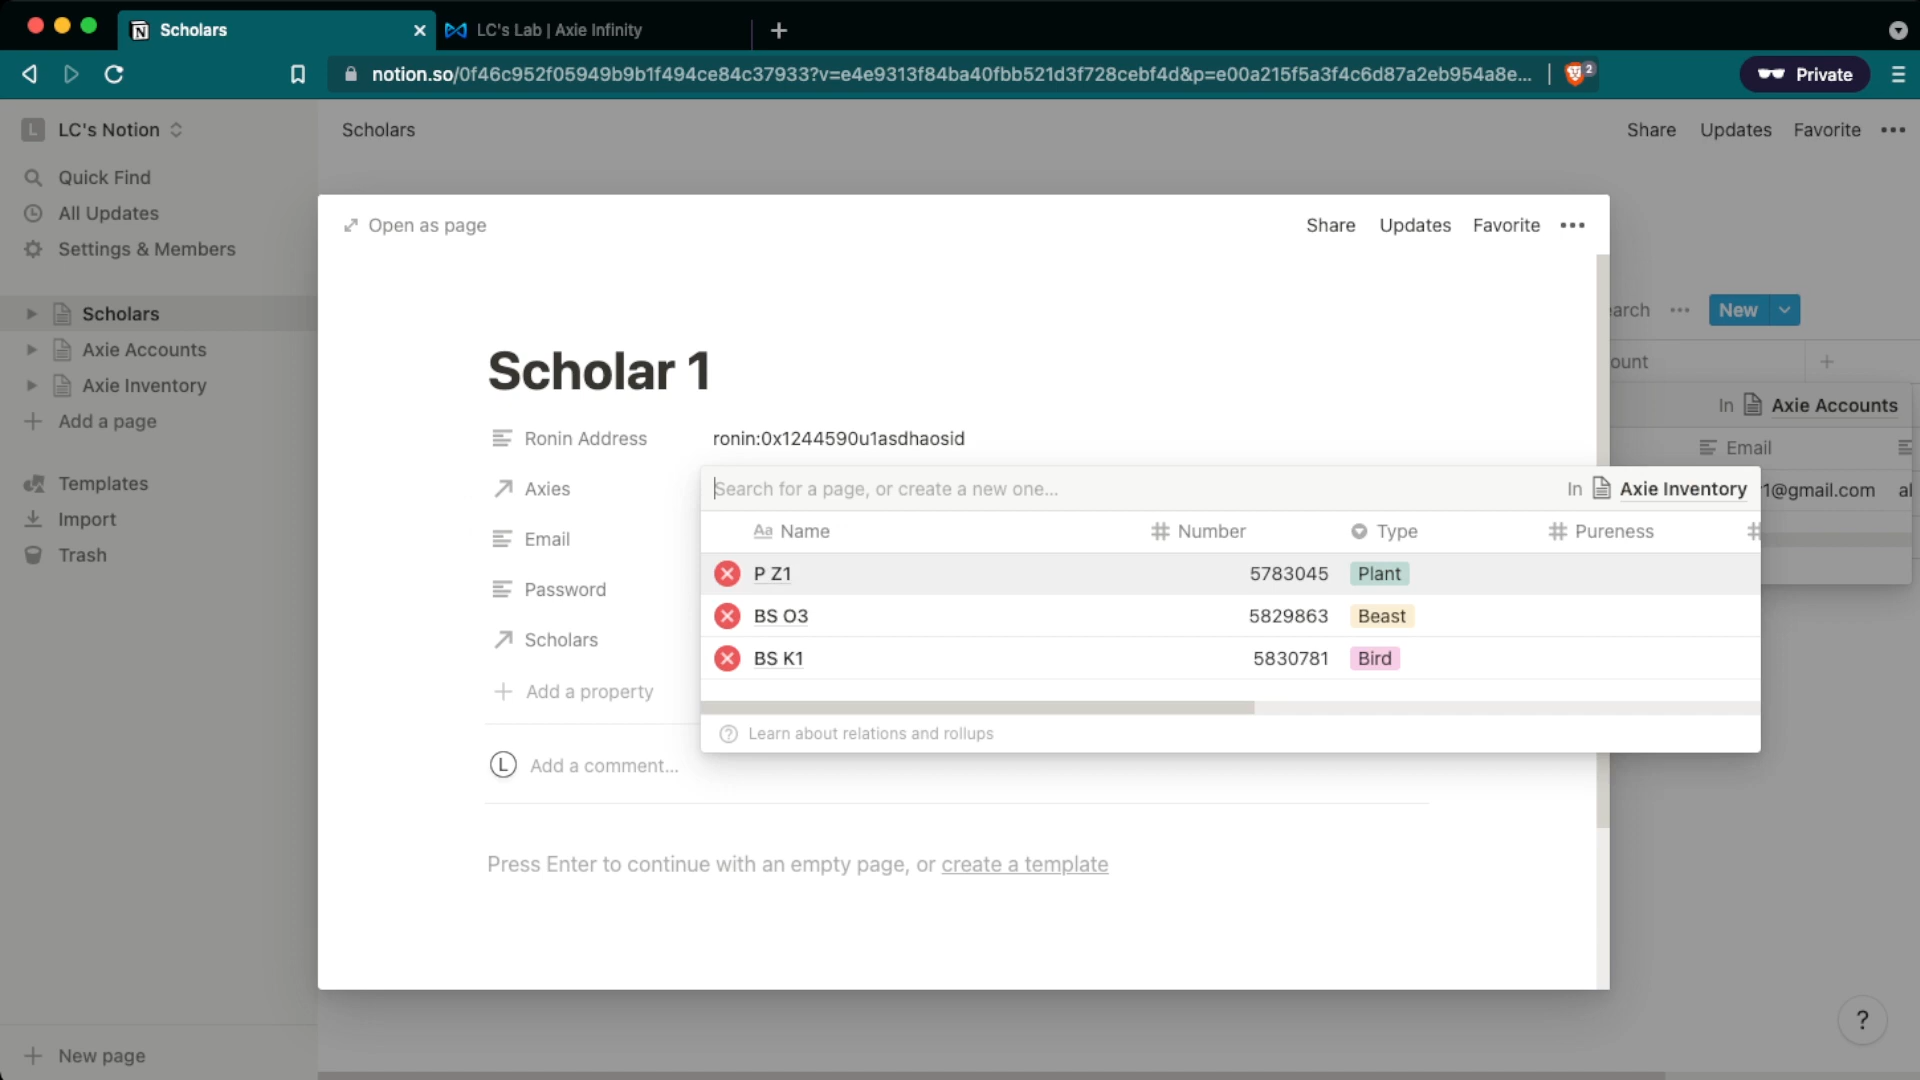 Scholars
LC's Lab | Axie Infinity
notion.so/0f46c952f05949b9b1f494ce84c37933?v=e4e9313f84ba40fbb521d3f728cebf4d&p=e00a215f5a3f4c6d87a2eb954a8e...
2
Private
L LC's Notion
Scholars
Share Updates Favorite
Quick Find
All Updates
Settings & Members
Scholars
Axie Accounts
Axie Inventory
Add a page
Templates
Import
Trash
New page
Open as page
Share Updates Favorite
Scholar 1
Ronin Address ronin:0x1244590u1asdhaosid
Axies
Email
Password
Scholars
Add a property
L Add a comment...
Press Enter to continue with an empty page, or create a template
Search for a page, or create a new one...
In Axie Inventory
Aa Name Number Type Pureness
P Z1 5783045 Plant
BS O3 5829863 Beast
BS K1 5830781 Bird
Learn about relations and rollups
earch
New
ount
In Axie Accounts
Email
1@gmail.com
?